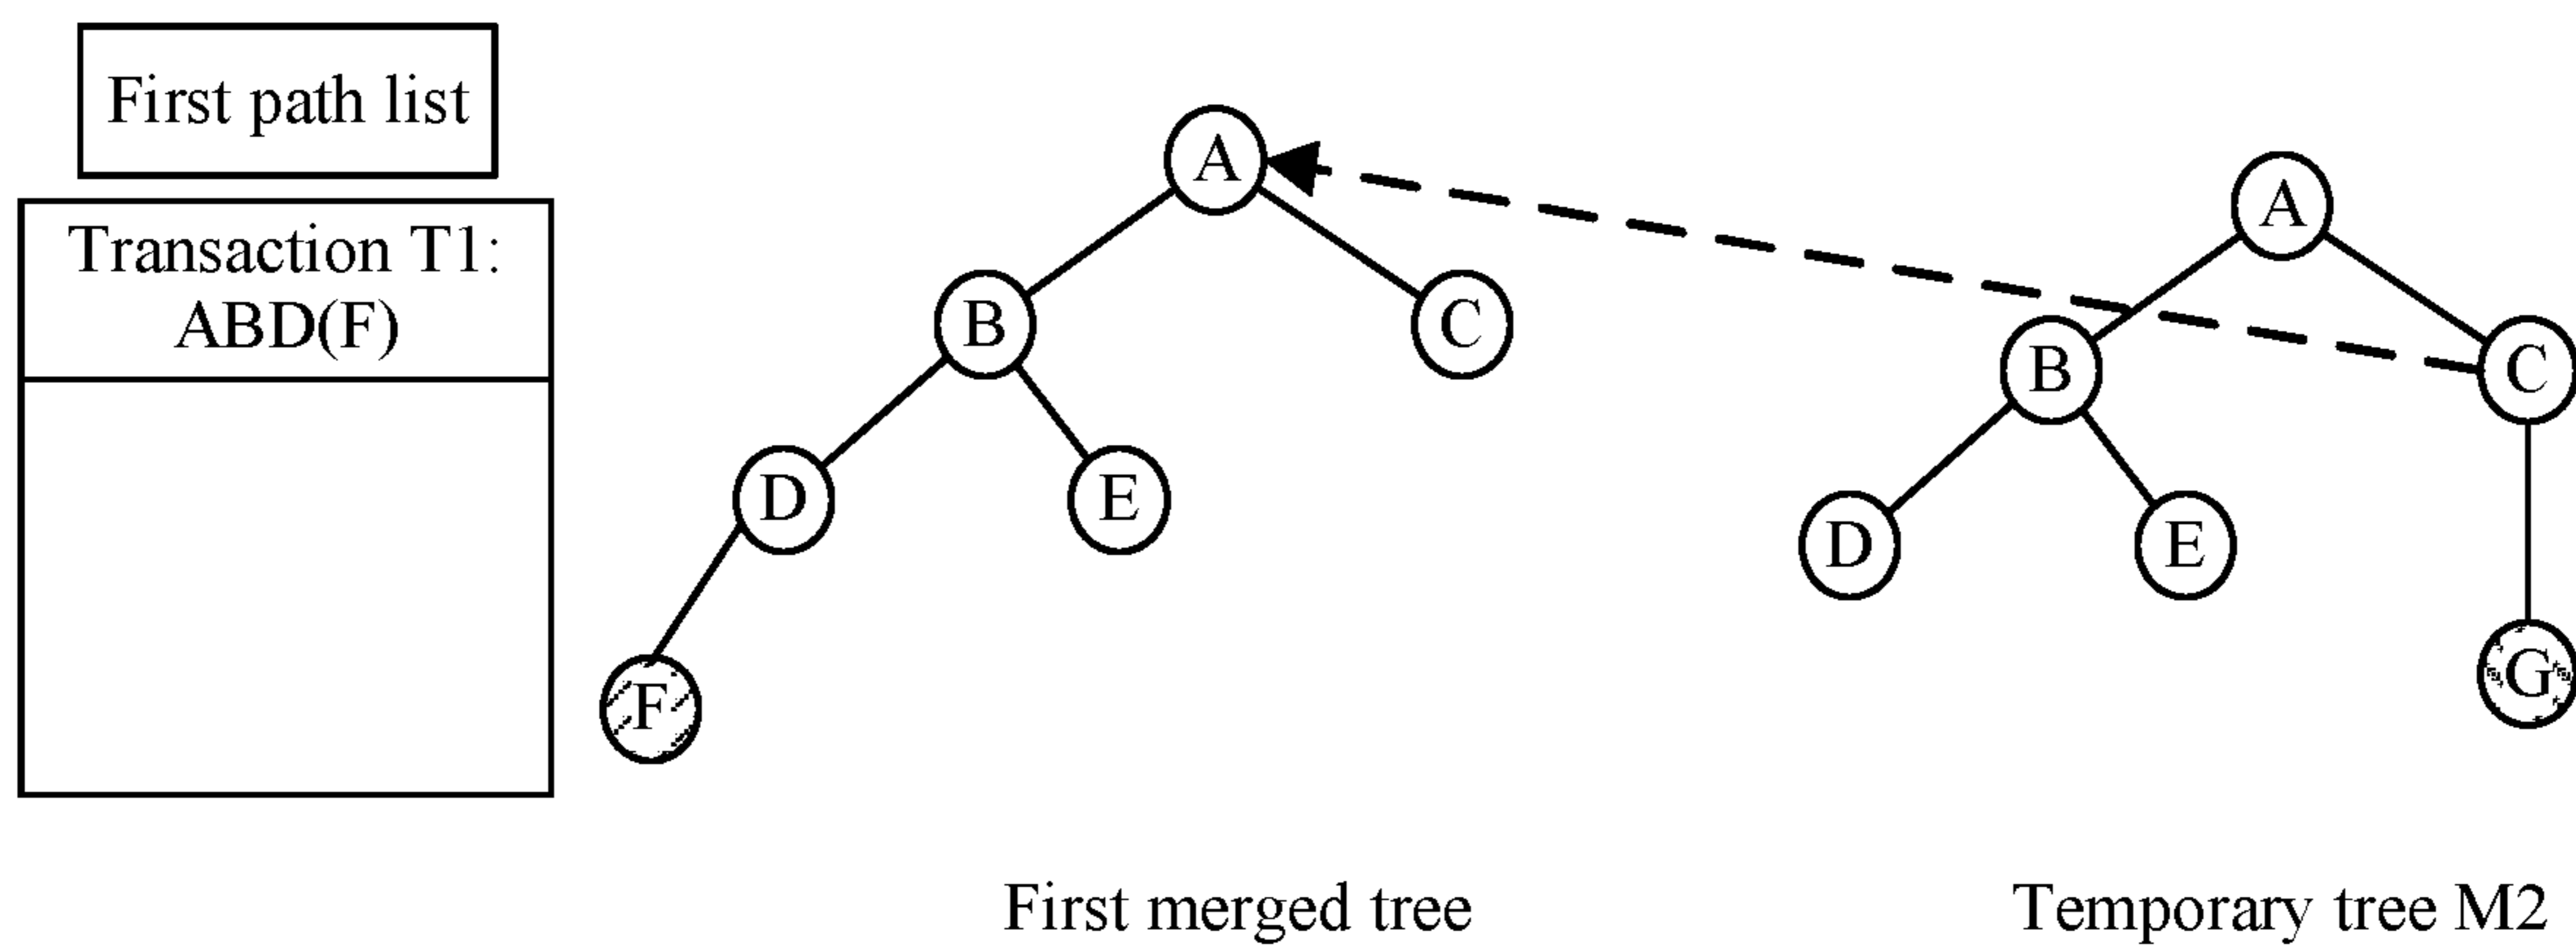 First path list
Transaction T1:
ABD(F)
A
B
C
D
E
F
First merged tree
A
B
C
D
E
G
Temporary tree M2